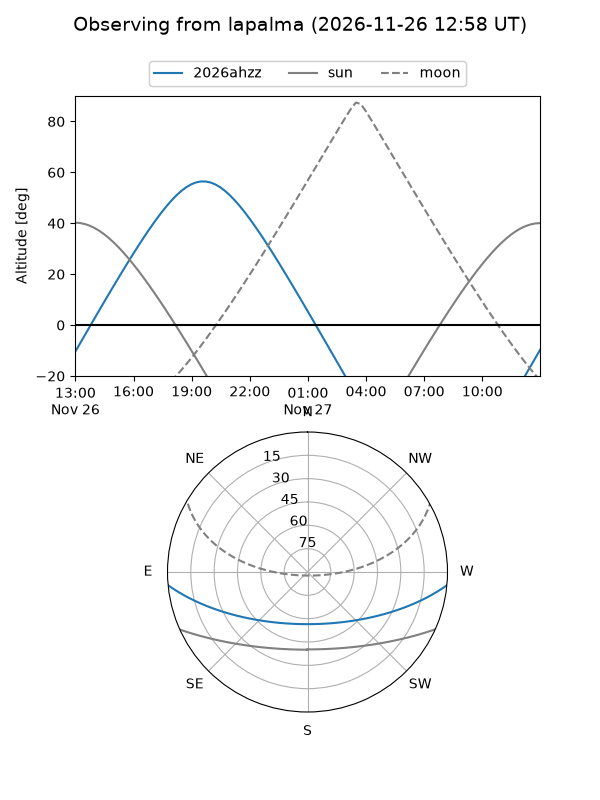 Observing from lapalma (2026-11-26 12:58 UT)
2026ahzz sun moon
Altitude [deg]
80
60
40
20
0
−20
13:00 16:00 19:00 22:00 01:00 04:00 07:00 10:00
Nov 26 Nov 27
N
NE NW
15
30
45
60
75
E W
SE SW
S